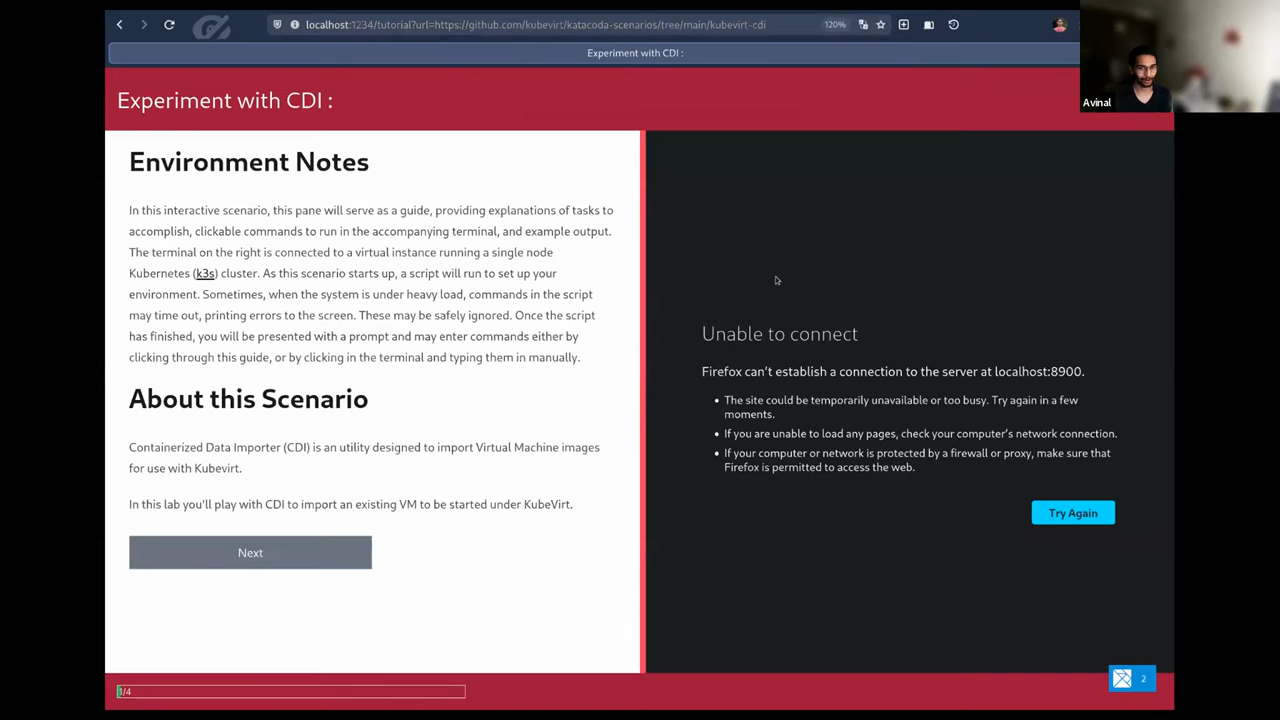 localhost:1234/tutorial?url=https://github.com/kubevirt/katacoda-scenarios/tree/main/kubevirt-cdi
120%
Experiment with CDI :
Experiment with CDI :
Avinal
Environment Notes
In this interactive scenario, this pane will serve as a guide, providing explanations of tasks to
accomplish, clickable commands to run in the accompanying terminal, and example output.
The terminal on the right is connected to a virtual instance running a single node
Kubernetes (k3s) cluster. As this scenario starts up, a script will run to set up your
environment. Sometimes, when the system is under heavy load, commands in the script
may time out, printing errors to the screen. These may be safely ignored. Once the script
has finished, you will be presented with a prompt and may enter commands either by
clicking through this guide, or by clicking in the terminal and typing them in manually.
About this Scenario
Containerized Data Importer (CDI) is an utility designed to import Virtual Machine images
for use with Kubevirt.
In this lab you'll play with CDI to import an existing VM to be started under KubeVirt.
Next
Unable to connect
Firefox can't establish a connection to the server at localhost:8900.
• The site could be temporarily unavailable or too busy. Try again in a few
moments.
• If you are unable to load any pages, check your computer's network connection.
• If your computer or network is protected by a firewall or proxy, make sure that
Firefox is permitted to access the web.
Try Again
1/4
2